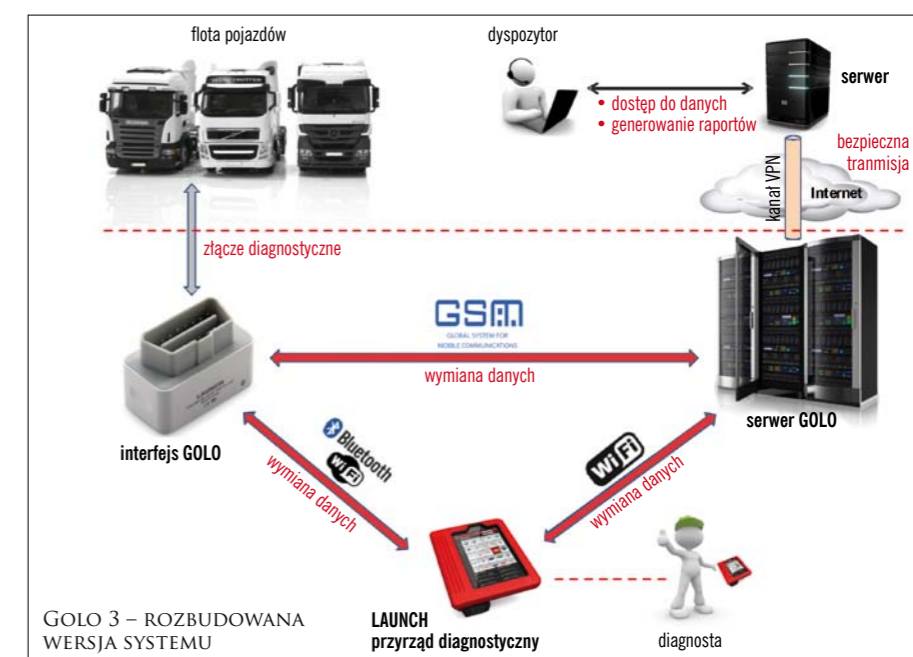 flota pojazdów
dyspozytor
serwer
• dostęp do danych
• generowanie raportów
bezpieczna
tranmisja
kanał VPN
Internet
złącze diagnostyczne
GSM
GLOBAL SYSTEM FOR
MOBILE COMMUNICATIONS
wymiana danych
LAUNCH
interfejs GOLO
serwer GOLO
Bluetooth
WiFi
wymiana danych
WiFi
wymiana danych
LAUNCH
przyrząd diagnostyczny
diagnosta
Golo 3 – rozbudowana
wersja systemu